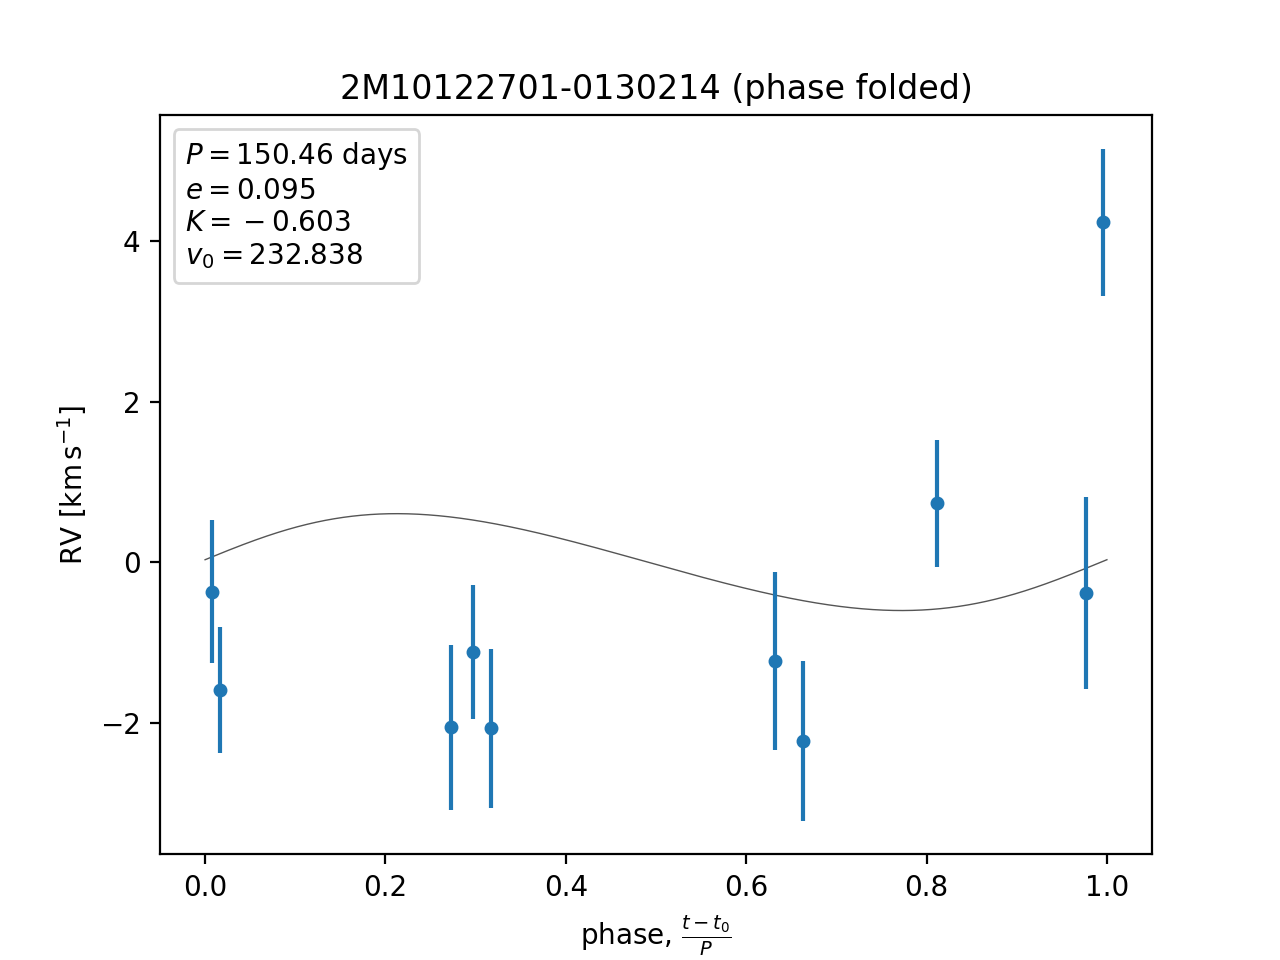 2M10122701-0130214 (phase folded)
P = 150.46 days
e = 0.095
K = −0.603
v₀ = 232.838
RV [km s⁻¹]
4
2
0
−2
0.0 0.2 0.4 0.6 0.8 1.0
phase, (t − t₀)/P